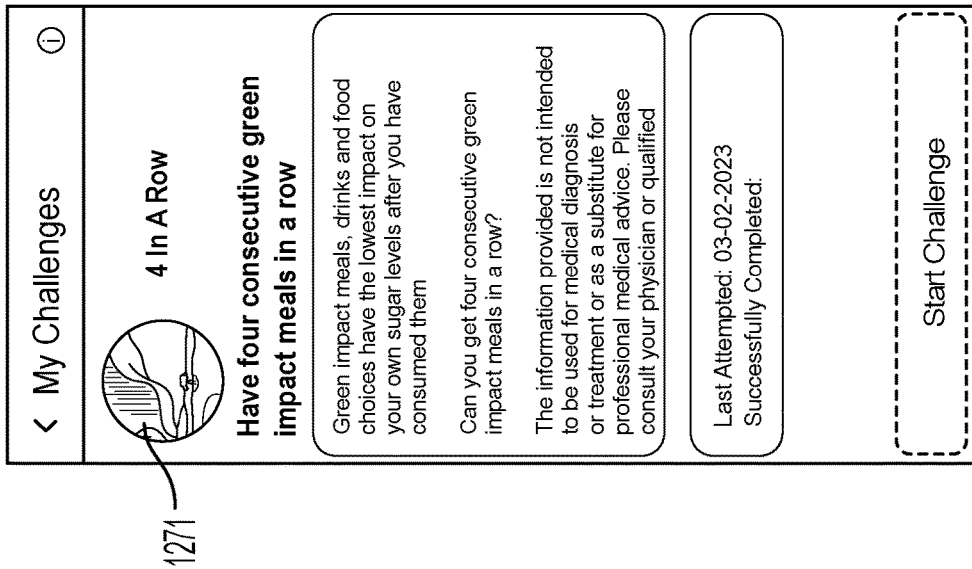 < My Challenges ⓘ
4 In A Row
1271
Have four consecutive green
impact meals in a row
Green impact meals, drinks and food
choices have the lowest impact on
your own sugar levels after you have
consumed them
Can you get four consecutive green
impact meals in a row?
The information provided is not intended
to be used for medical diagnosis
or treatment or as a substitute for
professional medical advice. Please
consult your physician or qualified
Last Attempted: 03-02-2023
Successfully Completed:
Start Challenge